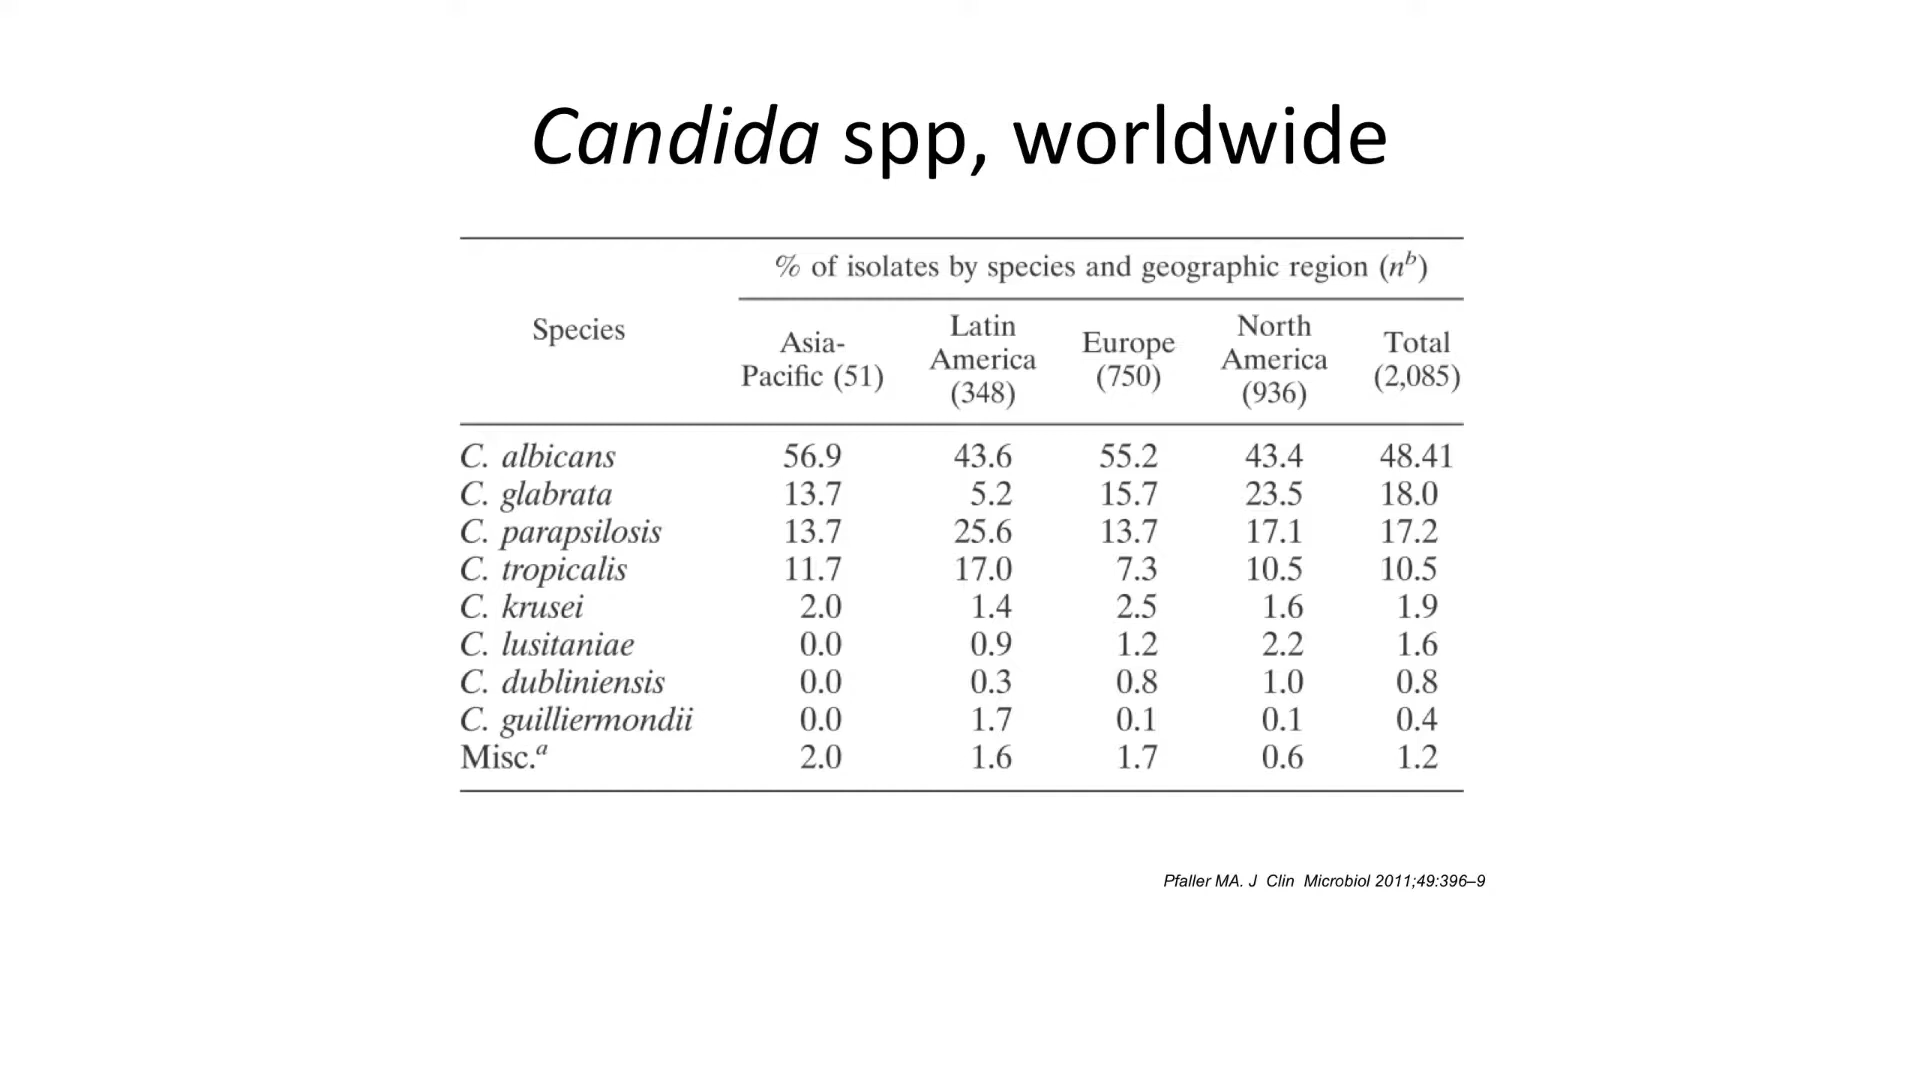 Candida spp, worldwide
% of isolates by species and geographic region (nᵇ)
Species
Asia-Pacific (51)
Latin America (348)
Europe (750)
North America (936)
Total (2,085)
C. albicans 56.9 43.6 55.2 43.4 48.41
C. glabrata 13.7 5.2 15.7 23.5 18.0
C. parapsilosis 13.7 25.6 13.7 17.1 17.2
C. tropicalis 11.7 17.0 7.3 10.5 10.5
C. krusei 2.0 1.4 2.5 1.6 1.9
C. lusitaniae 0.0 0.9 1.2 2.2 1.6
C. dubliniensis 0.0 0.3 0.8 1.0 0.8
C. guilliermondii 0.0 1.7 0.1 0.1 0.4
Misc.ᵃ 2.0 1.6 1.7 0.6 1.2
Pfaller MA. J Clin Microbiol 2011;49:396–9